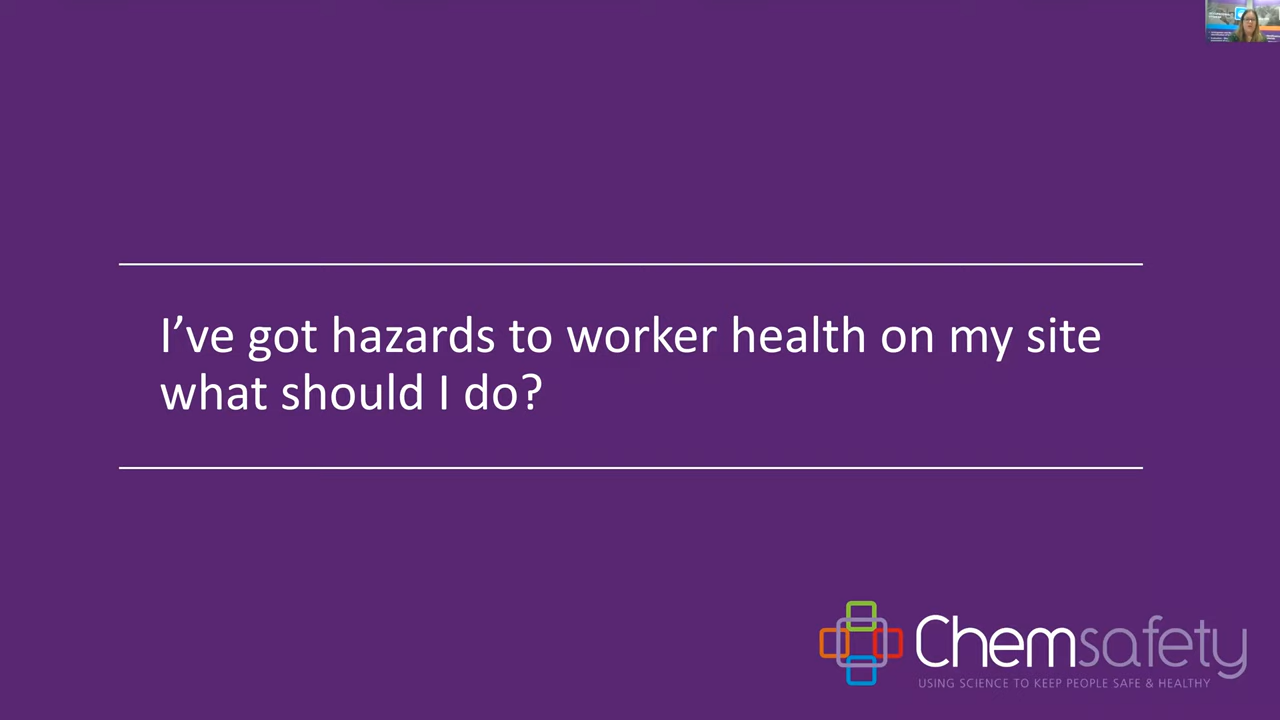 I've got hazards to worker health on my site
what should I do?
Chemsafety
USING SCIENCE TO KEEP PEOPLE SAFE & HEALTHY